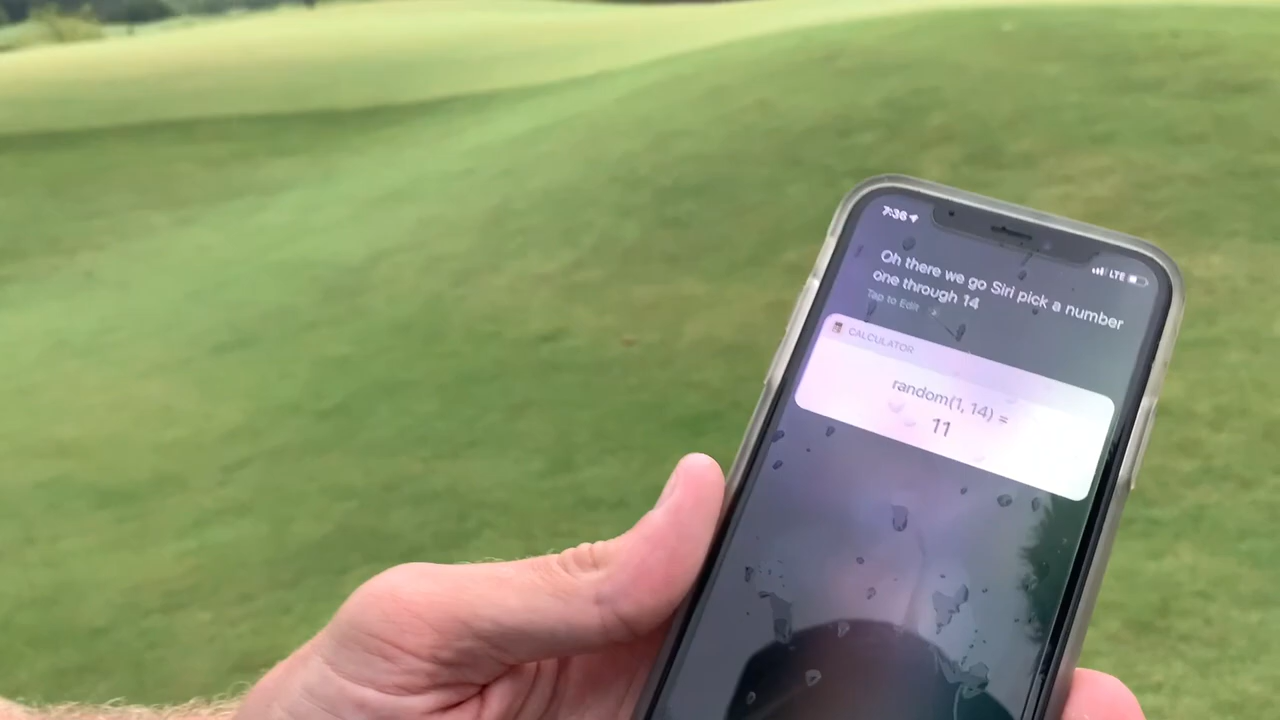 7:36
LTE
Oh there we go Siri pick a number
one through 14
Tap to Edit
CALCULATOR
random(1, 14) =
11